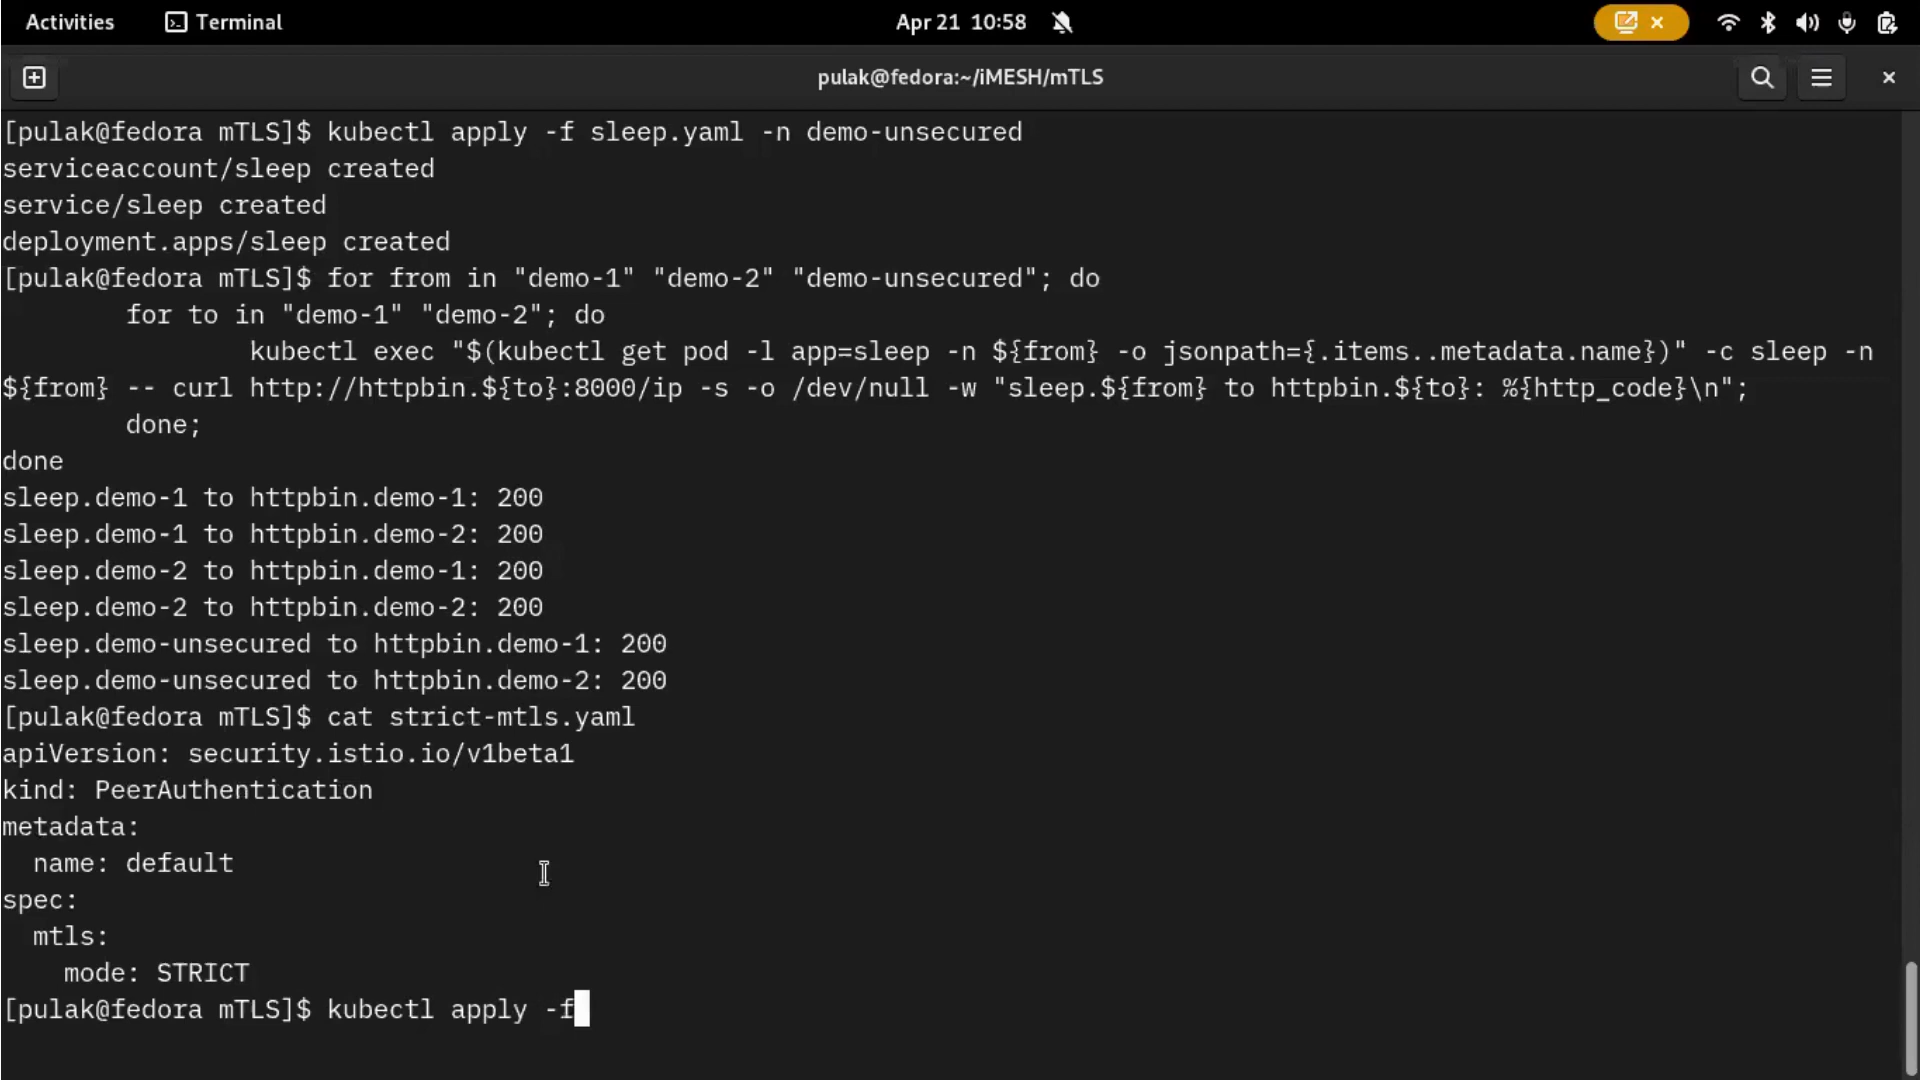 Activities Terminal Apr 21 10:58
pulak@fedora:~/iMESH/mTLS
[pulak@fedora mTLS]$ kubectl apply -f sleep.yaml -n demo-unsecured
serviceaccount/sleep created
service/sleep created
deployment.apps/sleep created
[pulak@fedora mTLS]$ for from in "demo-1" "demo-2" "demo-unsecured"; do
        for to in "demo-1" "demo-2"; do
                kubectl exec "$(kubectl get pod -l app=sleep -n ${from} -o jsonpath={.items..metadata.name})" -c sleep -n
${from} -- curl http://httpbin.${to}:8000/ip -s -o /dev/null -w "sleep.${from} to httpbin.${to}: %{http_code}\n";
        done;
done
sleep.demo-1 to httpbin.demo-1: 200
sleep.demo-1 to httpbin.demo-2: 200
sleep.demo-2 to httpbin.demo-1: 200
sleep.demo-2 to httpbin.demo-2: 200
sleep.demo-unsecured to httpbin.demo-1: 200
sleep.demo-unsecured to httpbin.demo-2: 200
[pulak@fedora mTLS]$ cat strict-mtls.yaml
apiVersion: security.istio.io/v1beta1
kind: PeerAuthentication
metadata:
  name: default
spec:
  mtls:
    mode: STRICT
[pulak@fedora mTLS]$ kubectl apply -f